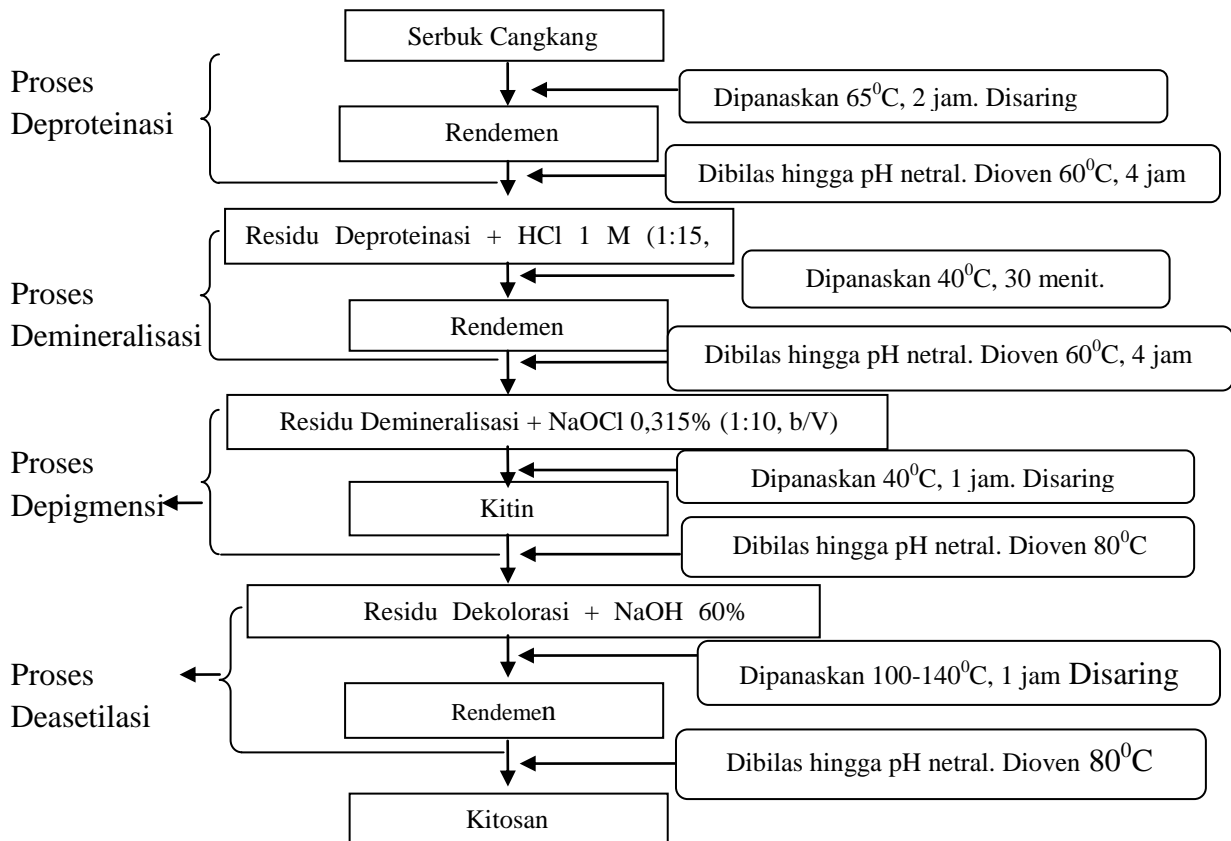 Serbuk Cangkang
Proses
Deproteinasi
Dipanaskan 65⁰C, 2 jam. Disaring
Rendemen
Dibilas hingga pH netral. Dioven 60⁰C, 4 jam
Residu Deproteinasi + HCl 1 M (1:15,
Proses
Demineralisasi
Dipanaskan 40⁰C, 30 menit.
Rendemen
Dibilas hingga pH netral. Dioven 60⁰C, 4 jam
Residu Demineralisasi + NaOCl 0,315% (1:10, b/V)
Proses
Depigmensi
Dipanaskan 40⁰C, 1 jam. Disaring
Kitin
Dibilas hingga pH netral. Dioven 80⁰C
Residu Dekolorasi + NaOH 60%
Proses
Deasetilasi
Dipanaskan 100-140⁰C, 1 jam Disaring
Rendemen
Dibilas hingga pH netral. Dioven 80⁰C
Kitosan